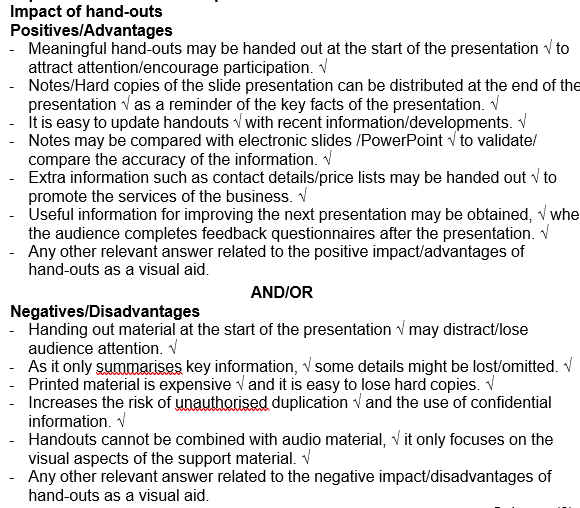 Impact of hand-outs
Positives/Advantages
- Meaningful hand-outs may be handed out at the start of the presentation √ to
attract attention/encourage participation. √
- Notes/Hard copies of the slide presentation can be distributed at the end of the
presentation √ as a reminder of the key facts of the presentation. √
- It is easy to update handouts √ with recent information/developments. √
- Notes may be compared with electronic slides /PowerPoint √ to validate/
compare the accuracy of the information. √
- Extra information such as contact details/price lists may be handed out √ to
promote the services of the business. √
- Useful information for improving the next presentation may be obtained, √ whe
the audience completes feedback questionnaires after the presentation. √
- Any other relevant answer related to the positive impact/advantages of
hand-outs as a visual aid.
AND/OR
Negatives/Disadvantages
- Handing out material at the start of the presentation √ may distract/lose
audience attention. √
- As it only summarises key information, √ some details might be lost/omitted. √
- Printed material is expensive √ and it is easy to lose hard copies. √
- Increases the risk of unauthorised duplication √ and the use of confidential
information. √
- Handouts cannot be combined with audio material, √ it only focuses on the
visual aspects of the support material. √
- Any other relevant answer related to the negative impact/disadvantages of
hand-outs as a visual aid.